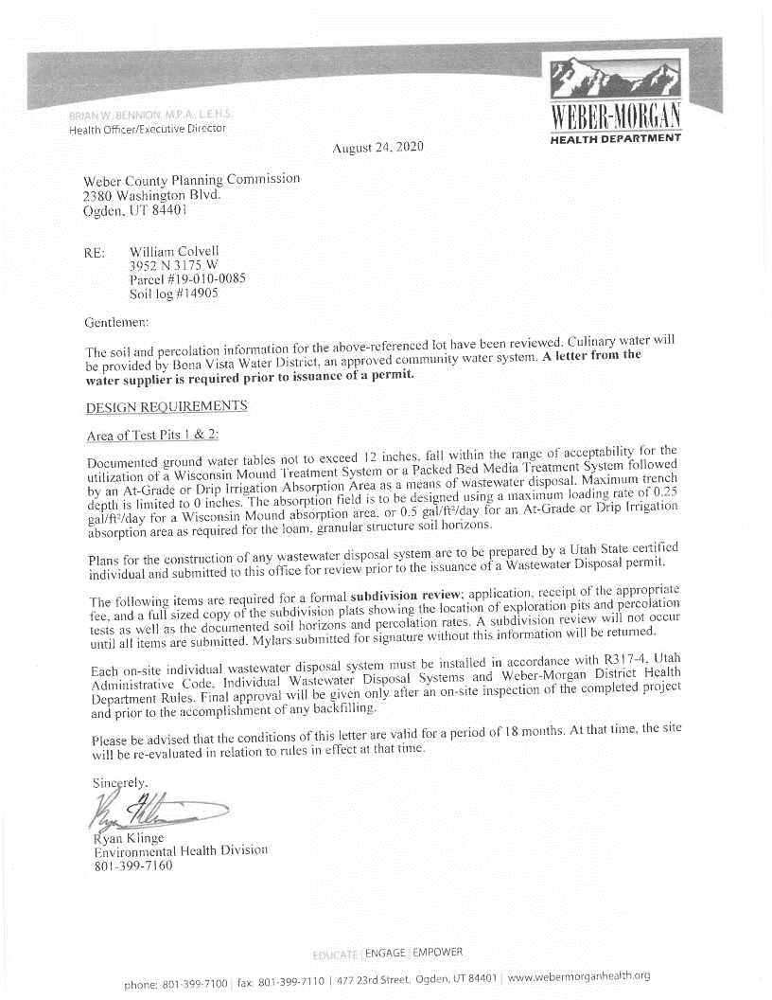 BRIAN W. BENNION, M.P.A., L.E.H.S.
Health Officer/Executive Director
WEBER-MORGAN
HEALTH DEPARTMENT
August 24, 2020
Weber County Planning Commission
2380 Washington Blvd.
Ogden, UT 84401
RE: William Colvell
3952 N 3175 W
Parcel #19-010-0085
Soil log #14905
Gentlemen:
The soil and percolation information for the above-referenced lot have been reviewed. Culinary water will
be provided by Bona Vista Water District, an approved community water system. A letter from the
water supplier is required prior to issuance of a permit.
DESIGN REQUIREMENTS
Area of Test Pits 1 & 2:
Documented ground water tables not to exceed 12 inches, fall within the range of acceptability for the
utilization of a Wisconsin Mound Treatment System or a Packed Bed Media Treatment System followed
by an At-Grade or Drip Irrigation Absorption Area as a means of wastewater disposal. Maximum trench
depth is limited to 0 inches. The absorption field is to be designed using a maximum loading rate of 0.25
gal/ft²/day for a Wisconsin Mound absorption area, or 0.5 gal/ft²/day for an At-Grade or Drip Irrigation
absorption area as required for the loam, granular structure soil horizons.
Plans for the construction of any wastewater disposal system are to be prepared by a Utah State certified
individual and submitted to this office for review prior to the issuance of a Wastewater Disposal permit.
The following items are required for a formal subdivision review; application, receipt of the appropriate
fee, and a full sized copy of the subdivision plats showing the location of exploration pits and percolation
tests as well as the documented soil horizons and percolation rates. A subdivision review will not occur
until all items are submitted. Mylars submitted for signature without this information will be returned.
Each on-site individual wastewater disposal system must be installed in accordance with R317-4, Utah
Administrative Code, Individual Wastewater Disposal Systems and Weber-Morgan District Health
Department Rules. Final approval will be given only after an on-site inspection of the completed project
and prior to the accomplishment of any backfilling.
Please be advised that the conditions of this letter are valid for a period of 18 months. At that time, the site
will be re-evaluated in relation to rules in effect at that time.
Sincerely,
Ryan Klinge
Environmental Health Division
801-399-7160
EDUCATE | ENGAGE | EMPOWER
phone: 801-399-7100 | fax: 801-399-7110 | 477 23rd Street, Ogden, UT 84401 | www.webermorganhealth.org